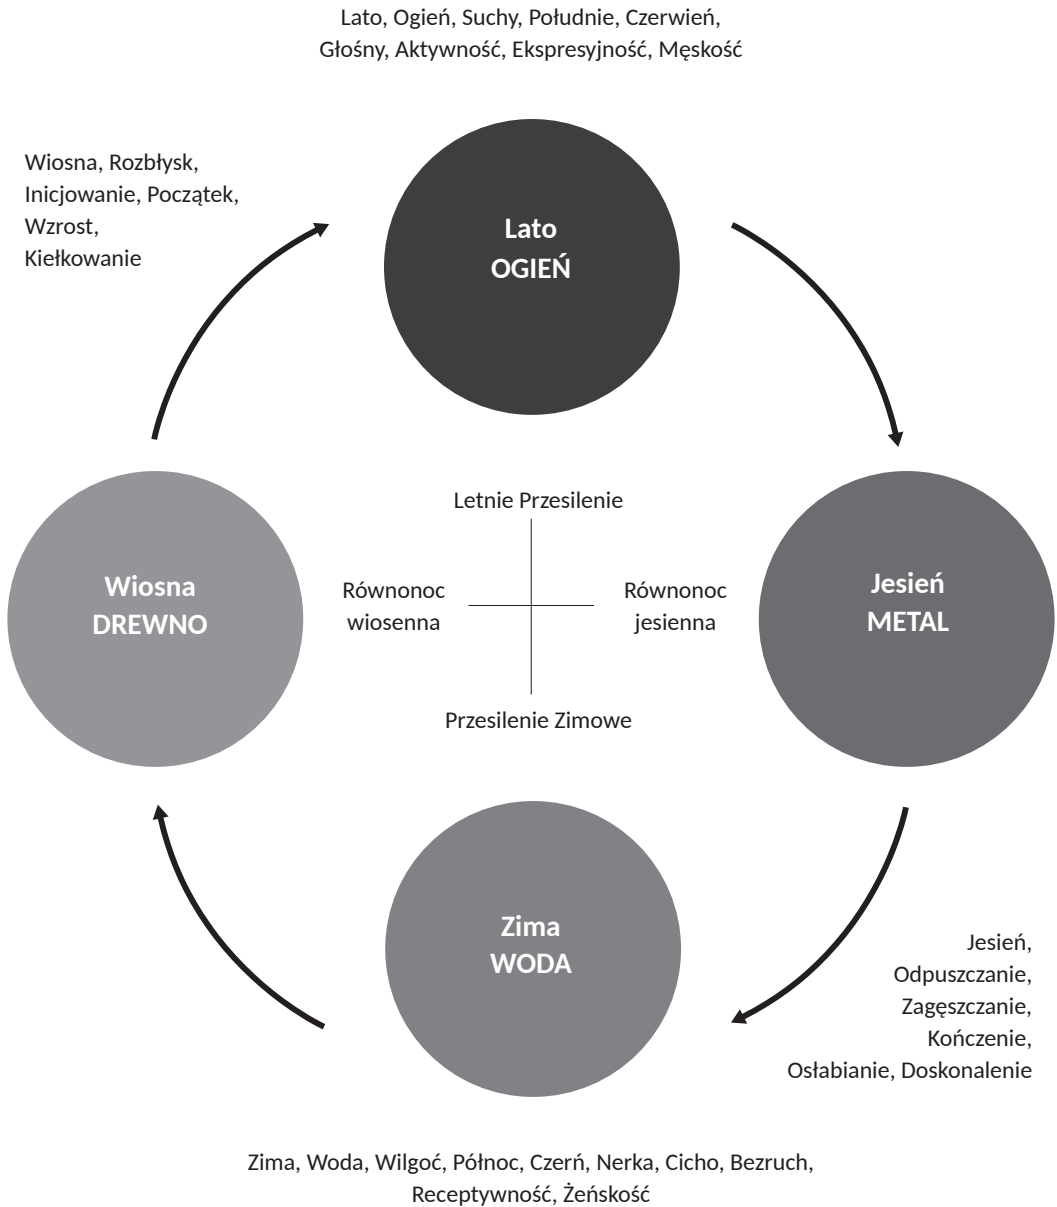 Lato, Ogień, Suchy, Południe, Czerwień,
Głośny, Aktywność, Ekspresyjność, Męskość
Wiosna, Rozbłysk,
Inicjowanie, Początek,
Wzrost,
Kiełkowanie
Lato
OGIEŃ
Letnie Przesilenie
Wiosna
DREWNO
Równonoc
wiosenna
Równonoc
jesienna
Jesień
METAL
Przesilenie Zimowe
Zima
WODA
Jesień,
Odpuszczanie,
Zagęszczanie,
Kończenie,
Osłabianie, Doskonalenie
Zima, Woda, Wilgoć, Północ, Czerń, Nerka, Cicho, Bezruch,
Receptywność, Żeńskość